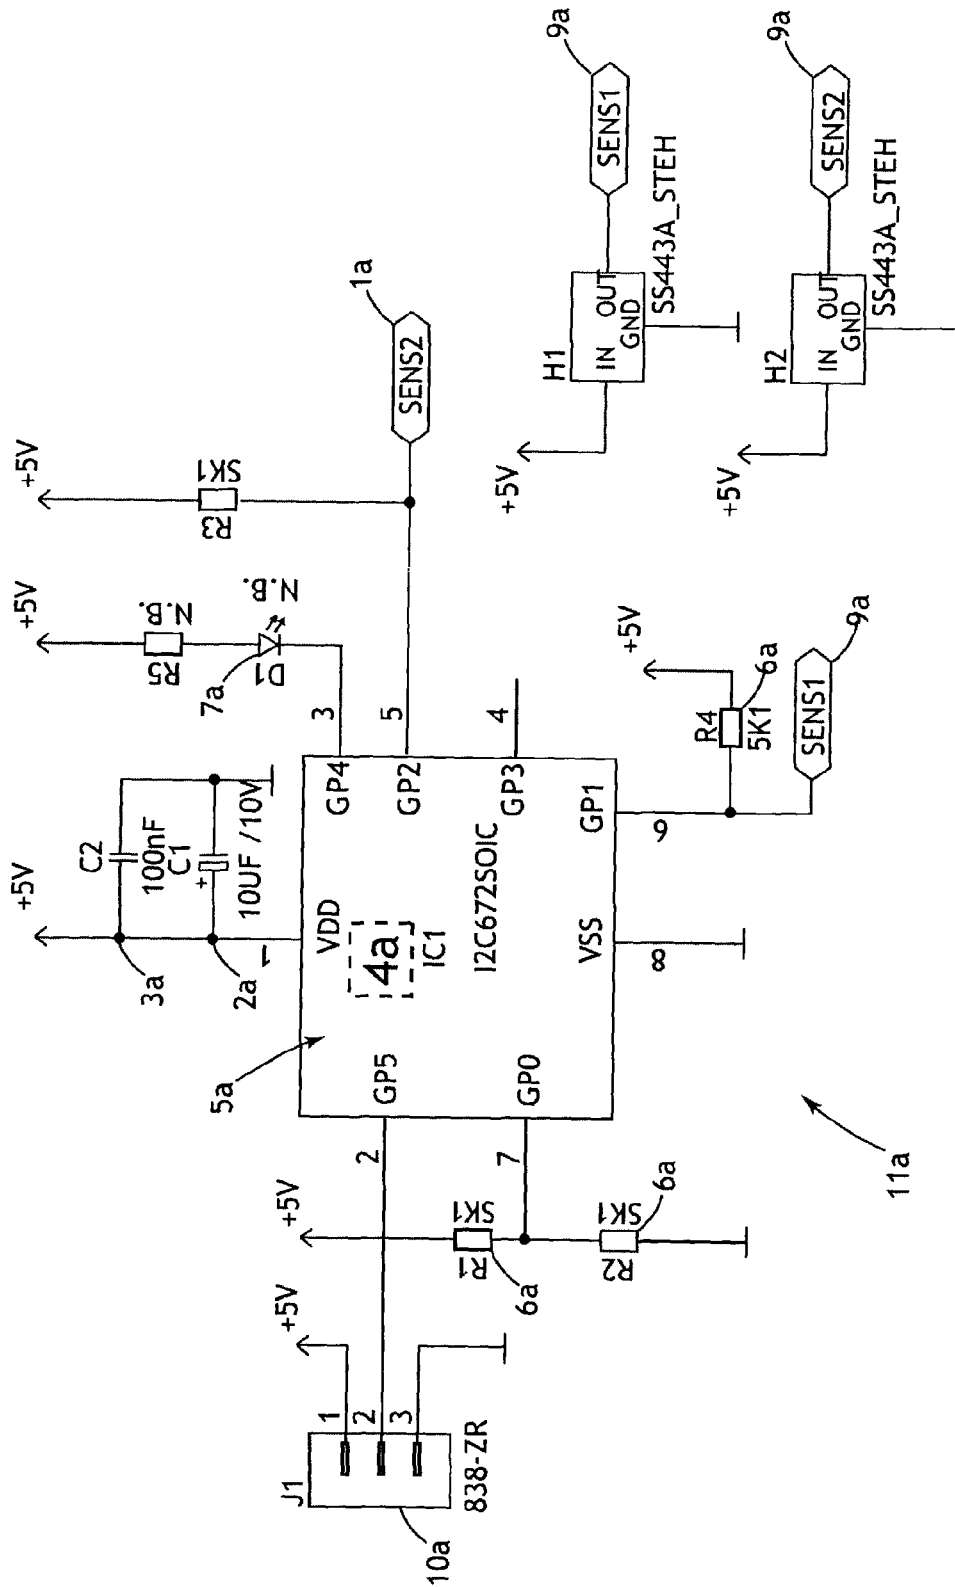 +5V
3a
C2
100nF
C1
+
10UF /10V
2a
1
+5V
R5
N.B.
7a
D1
N.B.
3
+5V
R3
SK1
5
SENS2
1a
J1
1
2
3
838-ZR
10a
+5V
+5V
2
7
R1
SK1
6a
R2
SK1
6a
5a
VDD
4a
IC1
GP5
GP0
GP4
GP2
GP3
4
I2C672SOIC
VSS
8
GP1
6
R4
5K1
+5V
6a
SENS1
9a
+5V
H1
IN
OUT
GND
SS443A_STEH
SENS1
9a
+5V
H2
IN
OUT
GND
SS443A_STEH
SENS2
9a
11a